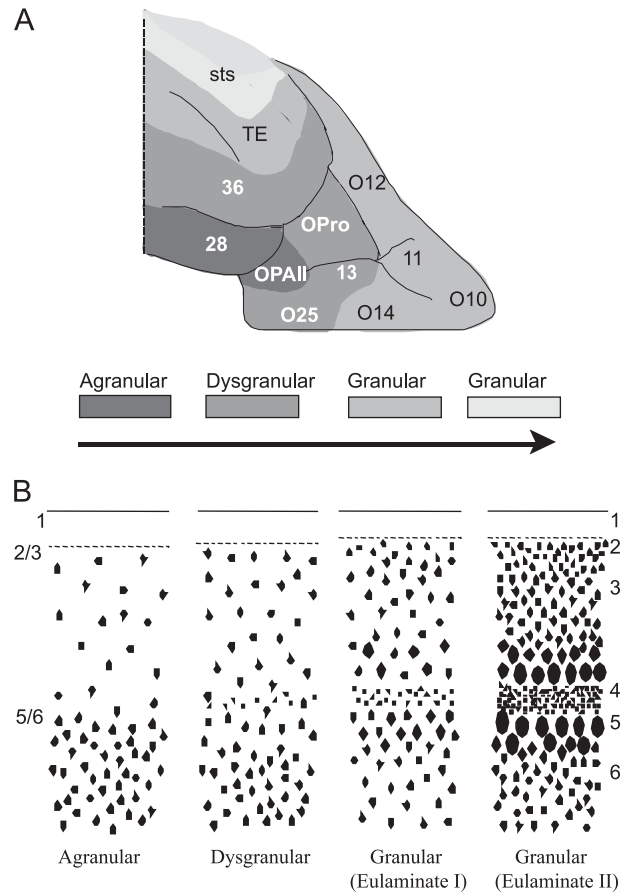 A
sts
TE
36
O12
OPro
28
11
OPAll
13
O10
O25
O14
Agranular Dysgranular Granular Granular
B
1 1
2/3 2
3
4
5/6 5
6
Agranular Dysgranular Granular Granular
(Eulaminate I) (Eulaminate II)